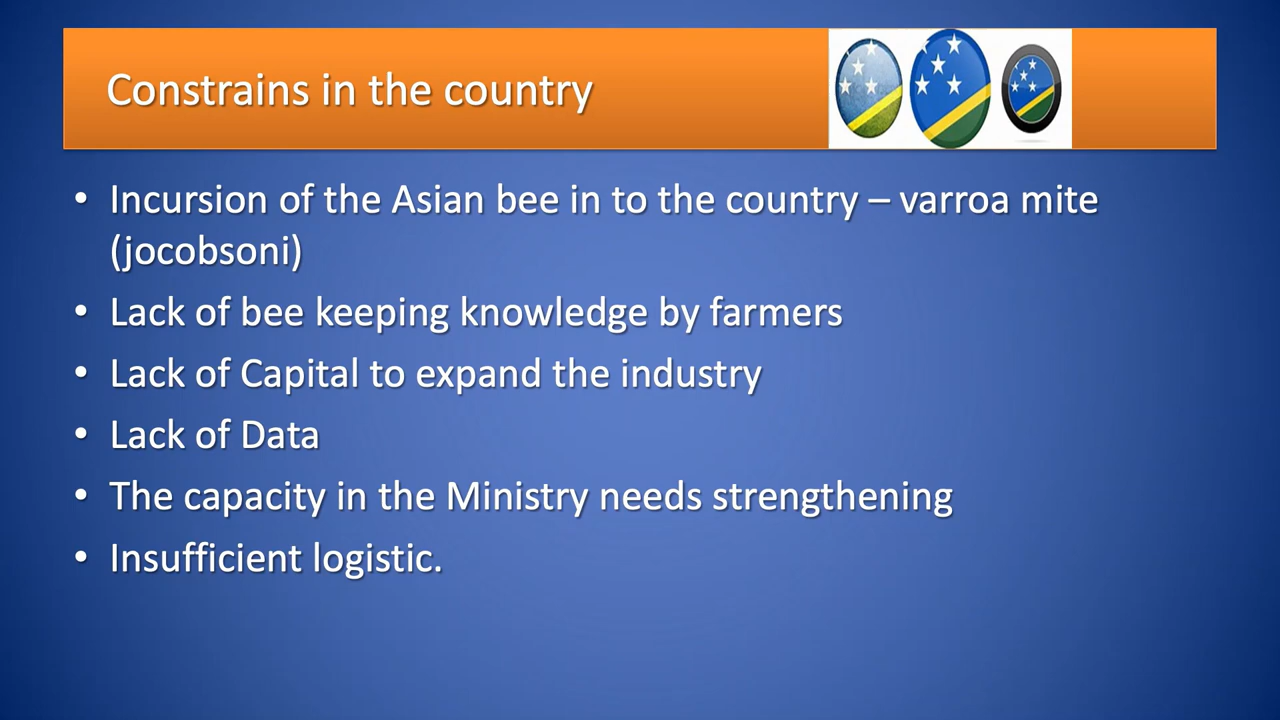 Constrains in the country
• Incursion of the Asian bee in to the country – varroa mite
(jocobsoni)
• Lack of bee keeping knowledge by farmers
• Lack of Capital to expand the industry
• Lack of Data
• The capacity in the Ministry needs strengthening
• Insufficient logistic.